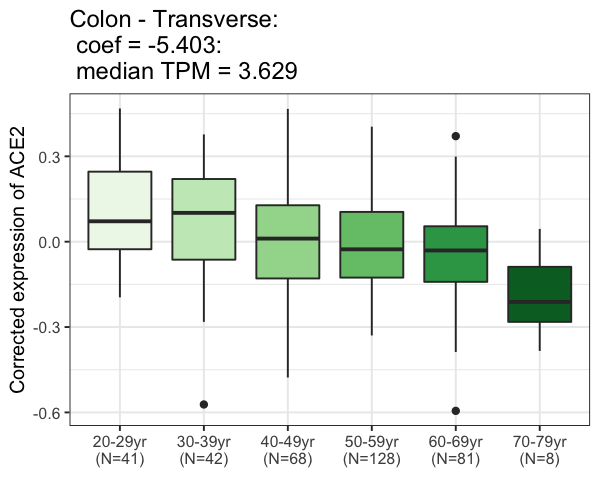 Colon - Transverse:
coef = -5.403:
median TPM = 3.629
Corrected expression of ACE2
0.3
0.0
-0.3
-0.6
20-29yr 30-39yr 40-49yr 50-59yr 60-69yr 70-79yr
(N=41) (N=42) (N=68) (N=128) (N=81) (N=8)